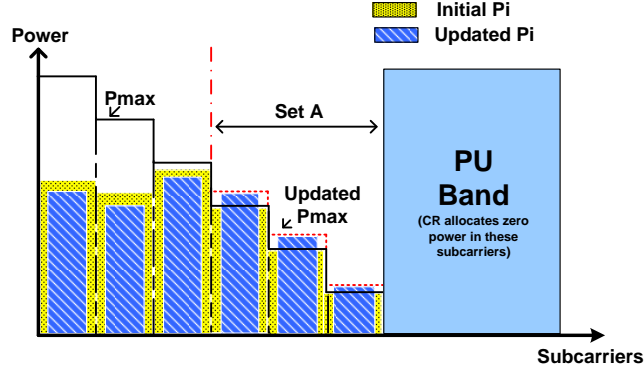 Initial Pi
Updated Pi
Power
Pmax
Set A
Updated
Pmax
PU
Band
(CR allocates zero
power in these
subcarriers)
Subcarriers